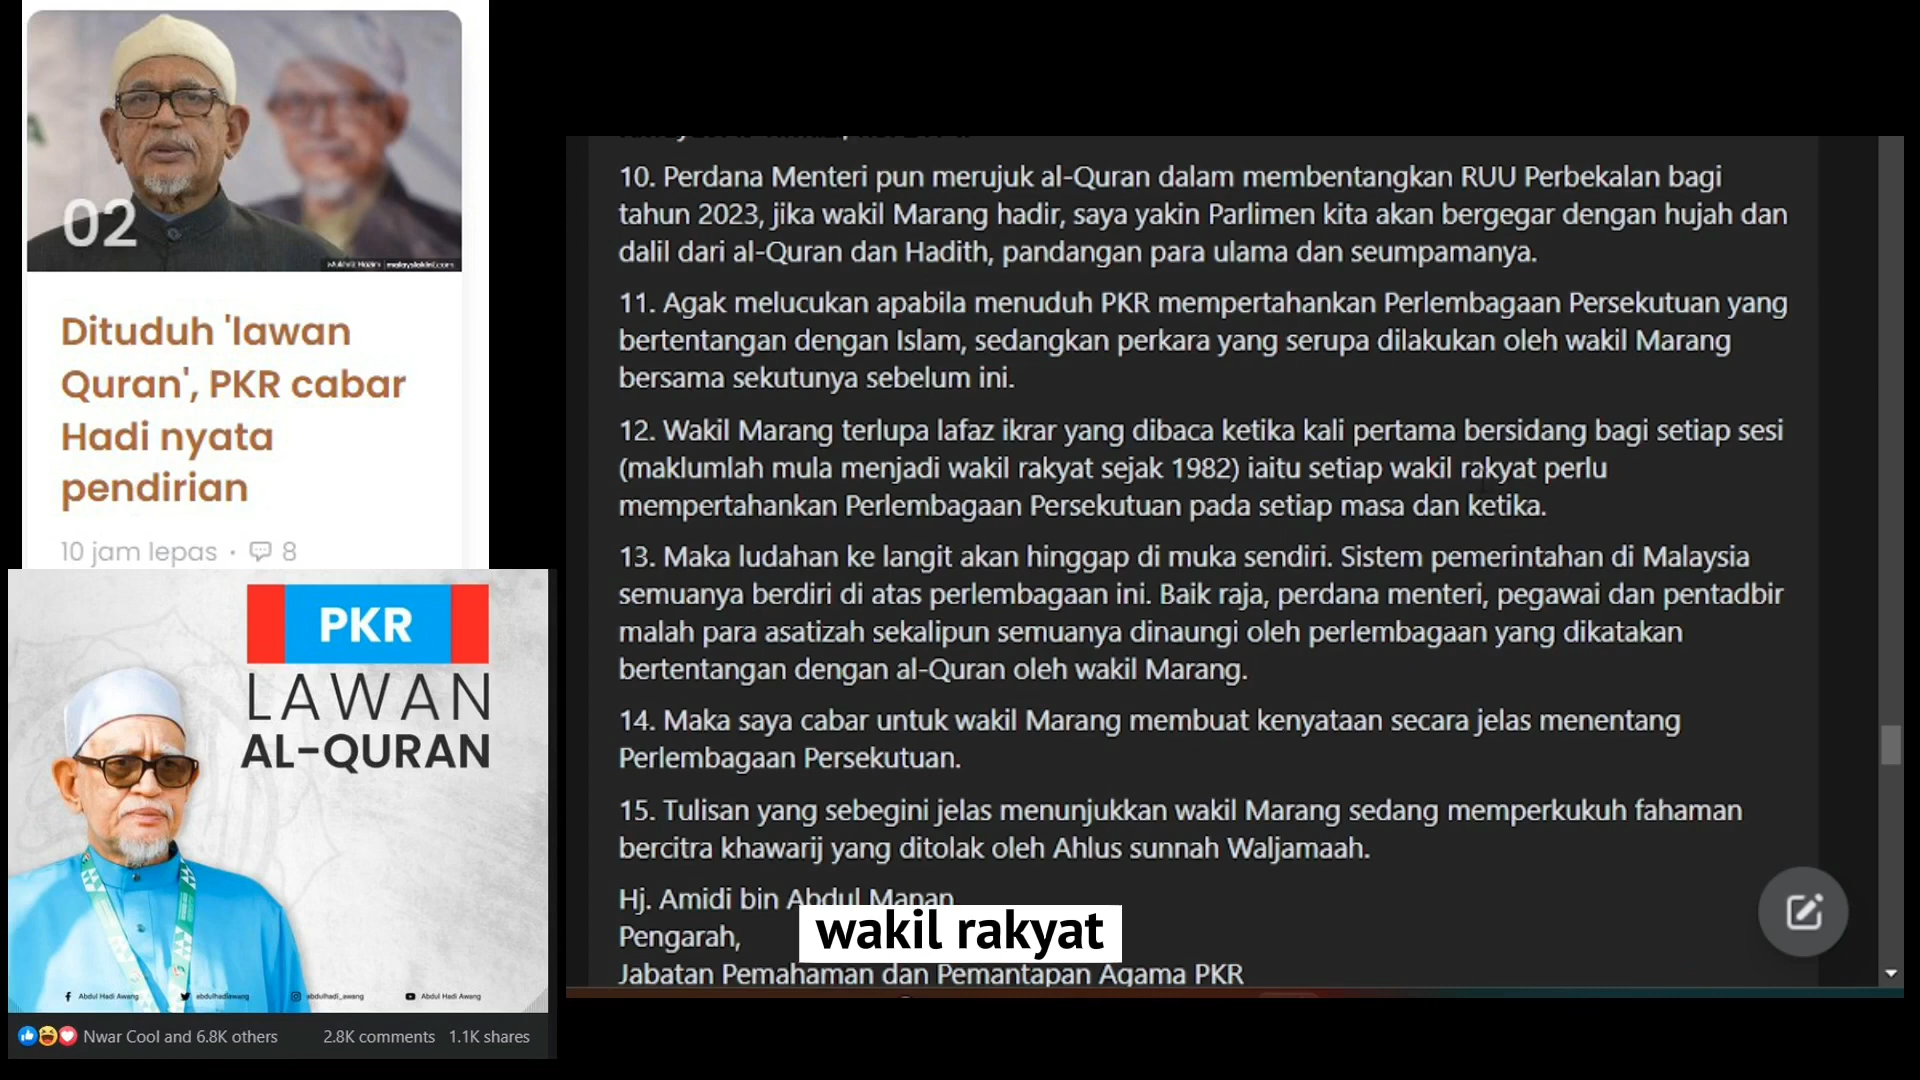 02
Mukhriz Hazim | malaysiakini.com
Dituduh 'lawan
Quran', PKR cabar
Hadi nyata
pendirian
10 jam lepas • 8
PKR
LAWAN
AL-QURAN
Abdul Hadi Awang abdulhadiawang abdulhadi_awang Abdul Hadi Awang
Nwar Cool and 6.8K others 2.8K comments 1.1K shares
10. Perdana Menteri pun merujuk al-Quran dalam membentangkan RUU Perbekalan bagi
tahun 2023, jika wakil Marang hadir, saya yakin Parlimen kita akan bergegar dengan hujah dan
dalil dari al-Quran dan Hadith, pandangan para ulama dan seumpamanya.
11. Agak melucukan apabila menuduh PKR mempertahankan Perlembagaan Persekutuan yang
bertentangan dengan Islam, sedangkan perkara yang serupa dilakukan oleh wakil Marang
bersama sekutunya sebelum ini.
12. Wakil Marang terlupa lafaz ikrar yang dibaca ketika kali pertama bersidang bagi setiap sesi
(maklumlah mula menjadi wakil rakyat sejak 1982) iaitu setiap wakil rakyat perlu
mempertahankan Perlembagaan Persekutuan pada setiap masa dan ketika.
13. Maka ludahan ke langit akan hinggap di muka sendiri. Sistem pemerintahan di Malaysia
semuanya berdiri di atas perlembagaan ini. Baik raja, perdana menteri, pegawai dan pentadbir
malah para asatizah sekalipun semuanya dinaungi oleh perlembagaan yang dikatakan
bertentangan dengan al-Quran oleh wakil Marang.
14. Maka saya cabar untuk wakil Marang membuat kenyataan secara jelas menentang
Perlembagaan Persekutuan.
15. Tulisan yang sebegini jelas menunjukkan wakil Marang sedang memperkukuh fahaman
bercitra khawarij yang ditolak oleh Ahlus sunnah Waljamaah.
Hj. Amidi bin Abdul Manan
Pengarah,
Jabatan Pemahaman dan Pemantapan Agama PKR
wakil rakyat